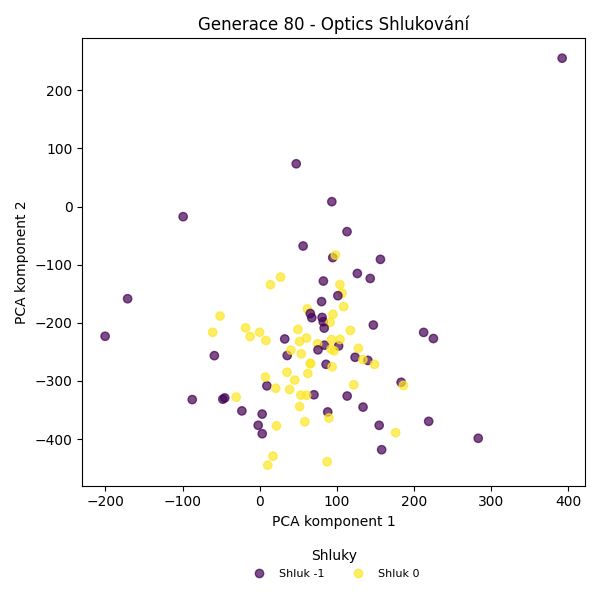 Generace 80 - Optics Shlukování
PCA komponent 2
200
100
0
−100
−200
−300
−400
−200
−100
0
100
200
300
400
PCA komponent 1
Shluky
Shluk -1
Shluk 0